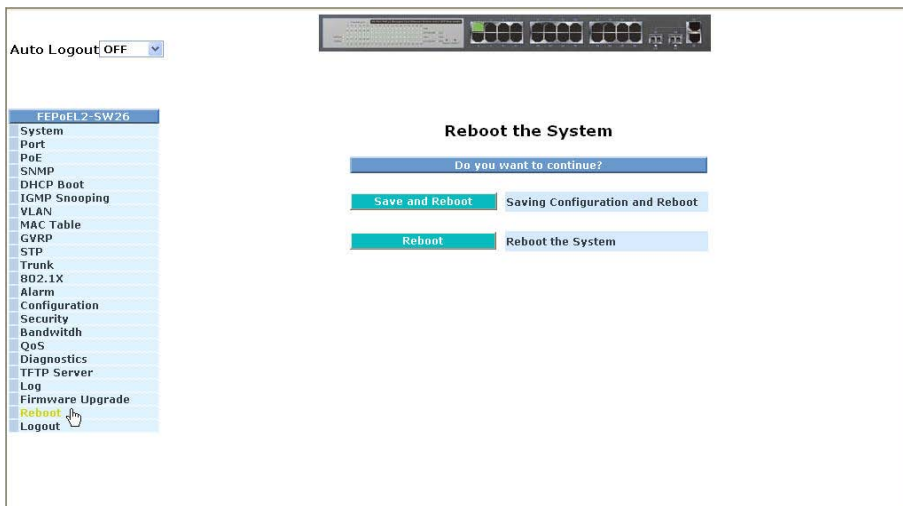 Auto Logout OFF
FEPoEL2-SW26
System
Port
PoE
SNMP
DHCP Boot
IGMP Snooping
VLAN
MAC Table
GVRP
STP
Trunk
802.1X
Alarm
Configuration
Security
Bandwitdh
QoS
Diagnostics
TFTP Server
Log
Firmware Upgrade
Reboot
Logout
Reboot the System
Do you want to continue?
Save and Reboot Saving Configuration and Reboot
Reboot Reboot the System